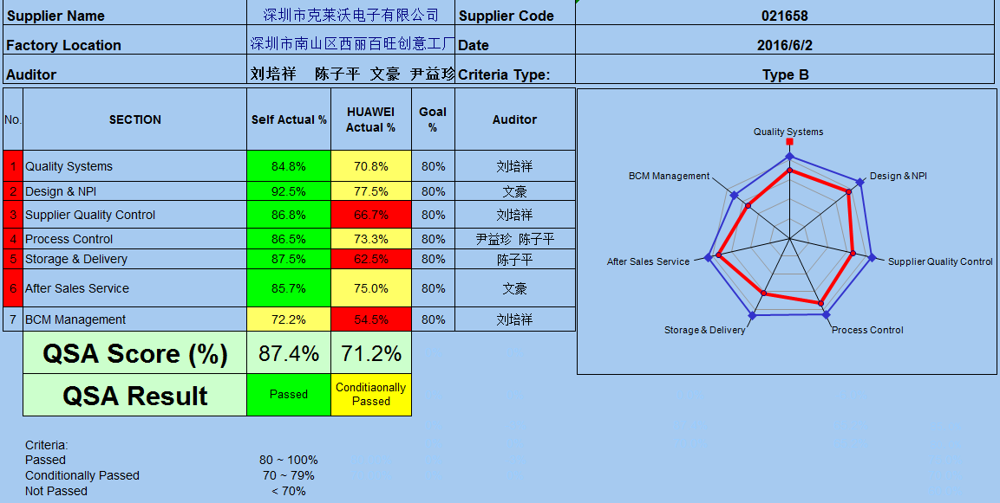 Supplier Name 深圳市克莱沃电子有限公司 Supplier Code 021658
Factory Location 深圳市南山区西丽百旺创意工厂 Date 2016/6/2
Auditor 刘培祥 陈子平 文豪 尹益珍 Criteria Type: Type B
No. SECTION Self Actual % HUAWEI Actual % Goal % Auditor
1 Quality Systems 84.8% 70.8% 80% 刘培祥
2 Design & NPI 92.5% 77.5% 80% 文豪
3 Supplier Quality Control 86.8% 66.7% 80% 刘培祥
4 Process Control 86.5% 73.3% 80% 尹益珍 陈子平
5 Storage & Delivery 87.5% 62.5% 80% 陈子平
6 After Sales Service 85.7% 75.0% 80% 文豪
7 BCM Management 72.2% 54.5% 80% 刘培祥
QSA Score (%) 87.4% 71.2%
QSA Result Passed Conditiaonally Passed
Quality Systems
BCM Management
Design & NPI
After Sales Service
Supplier Quality Control
Storage & Delivery
Process Control
Criteria:
Passed 80 ~ 100%
Conditionally Passed 70 ~ 79%
Not Passed < 70%